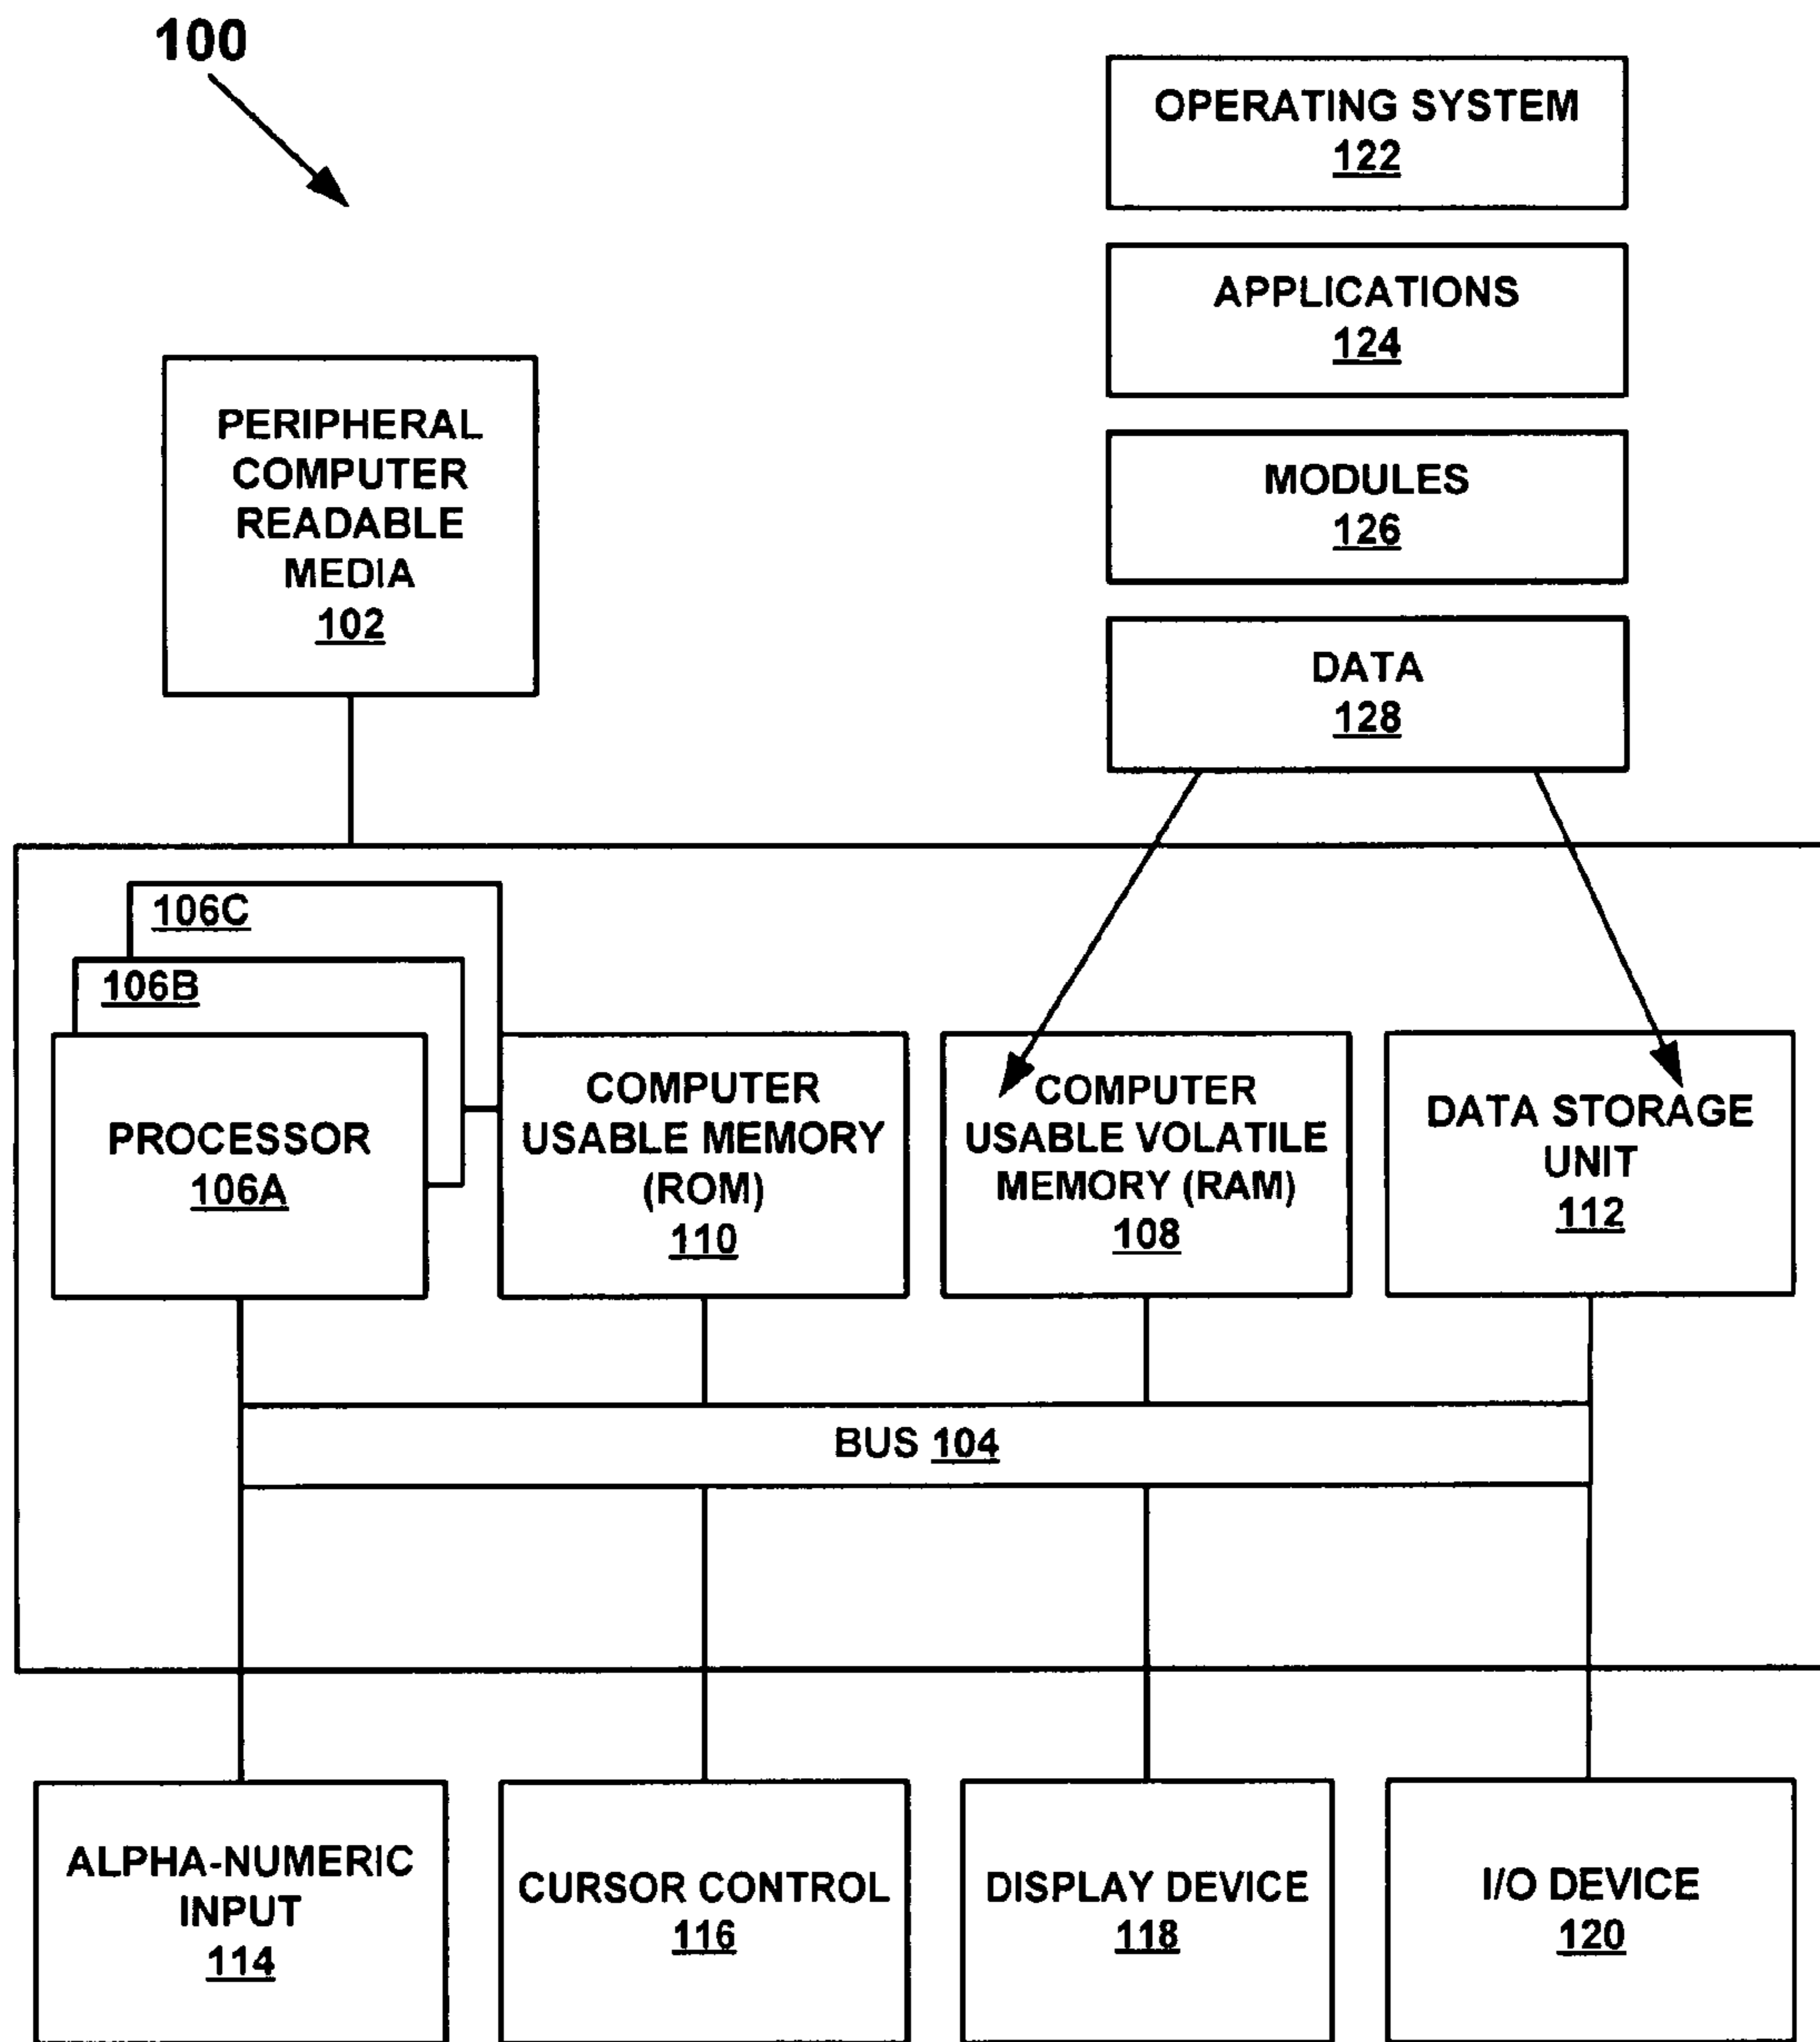 100
OPERATING SYSTEM
122
APPLICATIONS
124
MODULES
126
DATA
128
PERIPHERAL
COMPUTER
READABLE
MEDIA
102
106C
106B
PROCESSOR
106A
COMPUTER
USABLE MEMORY
(ROM)
110
COMPUTER
USABLE VOLATILE
MEMORY (RAM)
108
DATA STORAGE
UNIT
112
BUS 104
ALPHA-NUMERIC
INPUT
114
CURSOR CONTROL
116
DISPLAY DEVICE
118
I/O DEVICE
120